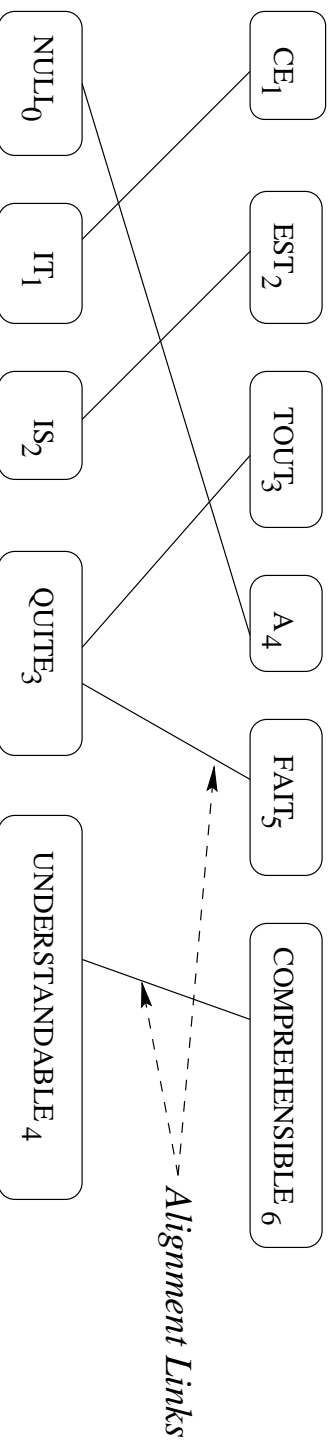 CE1 EST2 TOUT3 A4 FAIT5 COMPREHENSIBLE6
NULL0 IT1 IS2 QUITE3 UNDERSTANDABLE4
Alignment Links